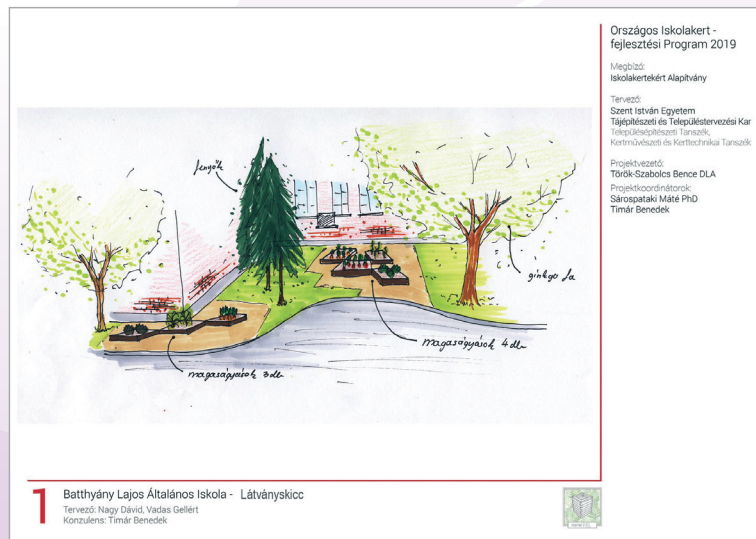 Országos Iskolakert -
fejlesztési Program 2019
Megbízó:
Iskolakertekért Alapítvány
Tervező:
Szent István Egyetem
Tájépítészeti és Településtervezési Kar
Településépítészeti Tanszék,
Kertművészeti és Kerttechnikai Tanszék
Projektvezető:
Török-Szabolcs Bence DLA
Projektkoordinátorok:
Sárospataki Máté PhD
Timár Benedek
fenyők
ginkgo fa
magaságyások 4 db
magaságyások 3 db
1
Batthyány Lajos Általános Iskola - Látványskicc
Tervező: Nagy Dávid, Vadas Gellért
Konzulens: Timár Benedek